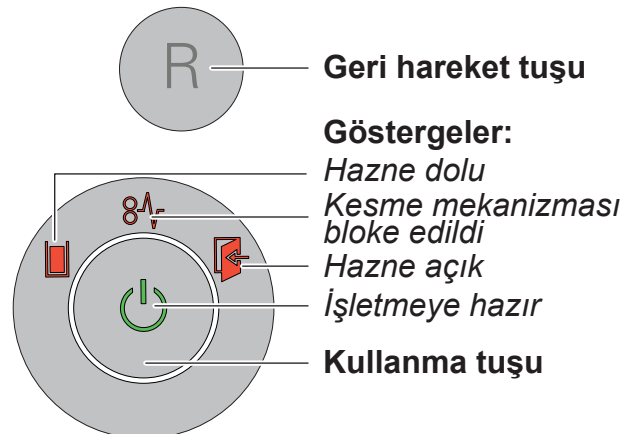 R
Geri hareket tuşu
Göstergeler:
Hazne dolu
Kesme mekanizması
bloke edildi
Hazne açık
İşletmeye hazır
Kullanma tuşu